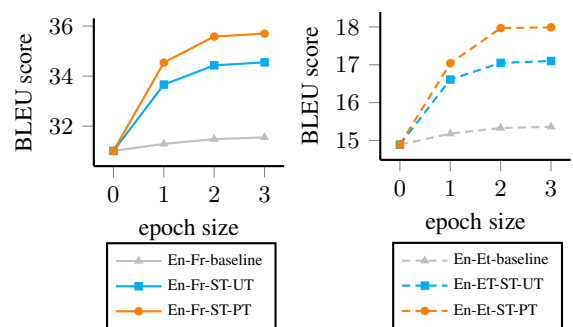 BLEU score
36
34
31
0 1 2 3
epoch size
En-Fr-baseline
En-Fr-ST-UT
En-Fr-ST-PT
BLEU score
18
17
16
15
0 1 2 3
epoch size
En-Et-baseline
En-ET-ST-UT
En-Et-ST-PT